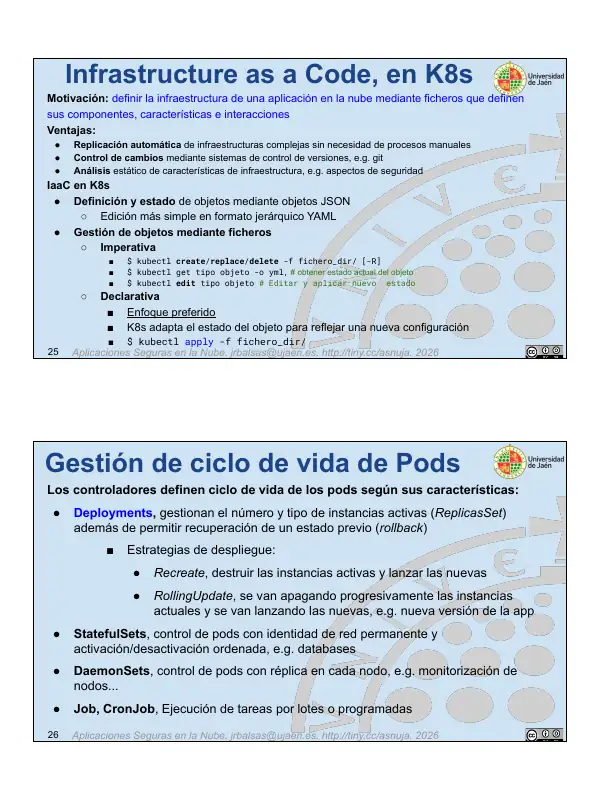 Infrastructure as a Code, en K8s
Universidad
de Jaén
Motivación: definir la infraestructura de una aplicación en la nube mediante ficheros que definen
sus componentes, características e interacciones
Ventajas:
● Replicación automática de infraestructuras complejas sin necesidad de procesos manuales
● Control de cambios mediante sistemas de control de versiones, e.g. git
● Análisis estático de características de infraestructura, e.g. aspectos de seguridad
IaaC en K8s
● Definición y estado de objetos mediante objetos JSON
○ Edición más simple en formato jerárquico YAML
● Gestión de objetos mediante ficheros
○ Imperativa
■ $ kubectl create/replace/delete -f fichero_dir/ [-R]
■ $ kubectl get tipo objeto -o yml, # obtener estado actual del objeto
■ $ kubectl edit tipo objeto # Editar y aplicar nuevo estado
○ Declarativa
■ Enfoque preferido
■ K8s adapta el estado del objeto para reflejar una nueva configuración
■ $ kubectl apply -f fichero_dir/
25 Aplicaciones Seguras en la Nube. jrbalsas@ujaen.es. http://tiny.cc/asnuja. 2026
Gestión de ciclo de vida de Pods
Universidad
de Jaén
Los controladores definen ciclo de vida de los pods según sus características:
● Deployments, gestionan el número y tipo de instancias activas (ReplicasSet)
además de permitir recuperación de un estado previo (rollback)
■ Estrategias de despliegue:
● Recreate, destruir las instancias activas y lanzar las nuevas
● RollingUpdate, se van apagando progresivamente las instancias
actuales y se van lanzando las nuevas, e.g. nueva versión de la app
● StatefulSets, control de pods con identidad de red permanente y
activación/desactivación ordenada, e.g. databases
● DaemonSets, control de pods con réplica en cada nodo, e.g. monitorización de
nodos...
● Job, CronJob, Ejecución de tareas por lotes o programadas
26 Aplicaciones Seguras en la Nube. jrbalsas@ujaen.es. http://tiny.cc/asnuja. 2026